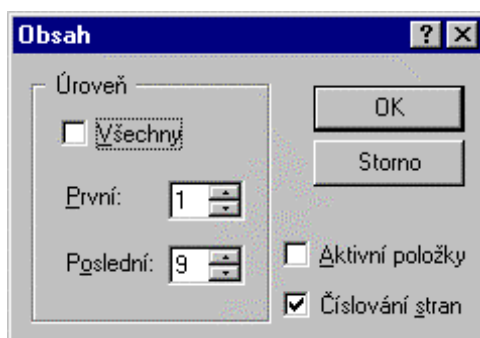 Obsah
Úroveň
Všechny
První: 1
Poslední: 9
OK
Storno
Aktivní položky
Číslování stran